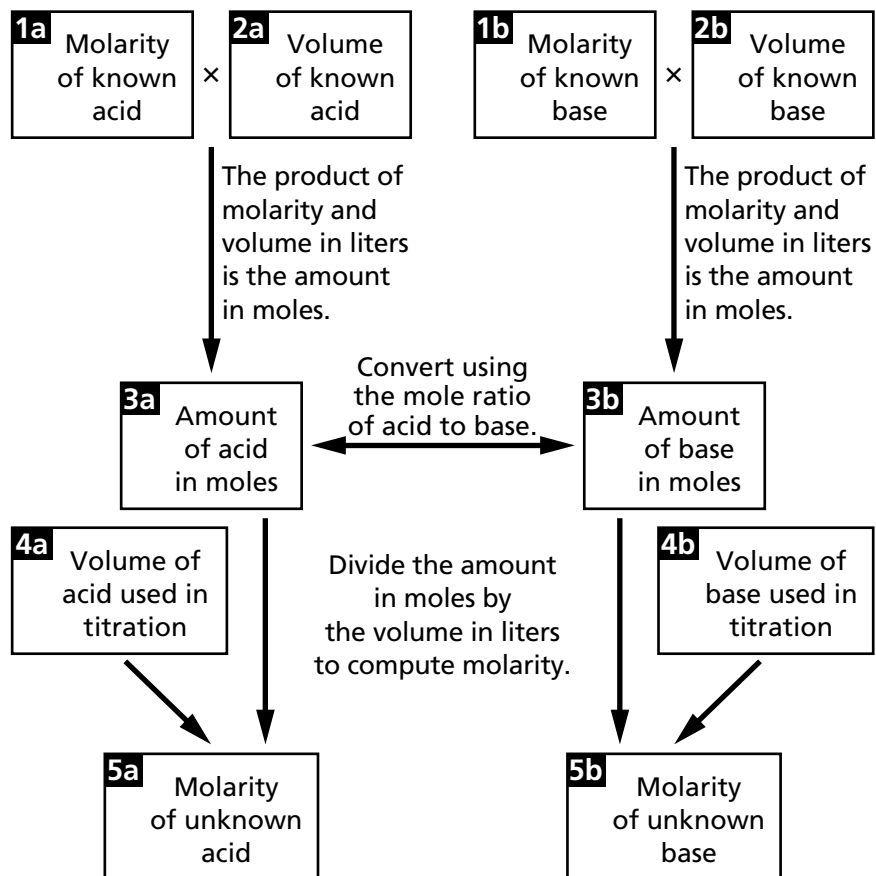 1a
Molarity
of known
acid
×
2a
Volume
of known
acid
1b
Molarity
of known
base
×
2b
Volume
of known
base
The product of
molarity and
volume in liters
is the amount
in moles.
The product of
molarity and
volume in liters
is the amount
in moles.
3a
Amount
of acid
in moles
Convert using
the mole ratio
of acid to base.
3b
Amount
of base
in moles
4a
Volume of
acid used in
titration
Divide the amount
in moles by
the volume in liters
to compute molarity.
4b
Volume of
base used in
titration
5a
Molarity
of unknown
acid
5b
Molarity
of unknown
base